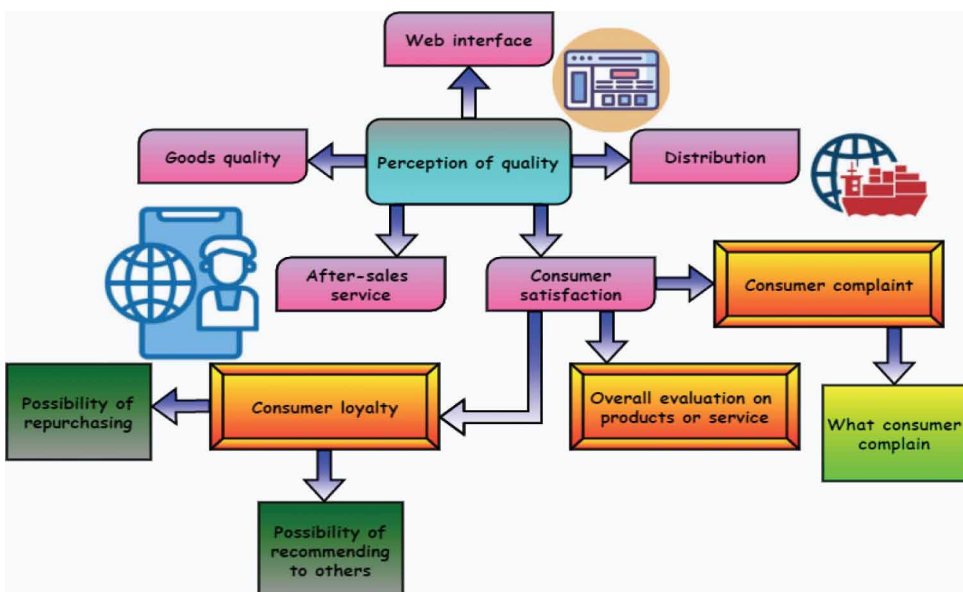 Web interface
Goods quality
Perception of quality
Distribution
After-sales
service
Consumer
satisfaction
Consumer complaint
Possibility of
repurchasing
Consumer loyalty
Overall evaluation on
products or service
What consumer
complain
Possibility of
recommending
to others